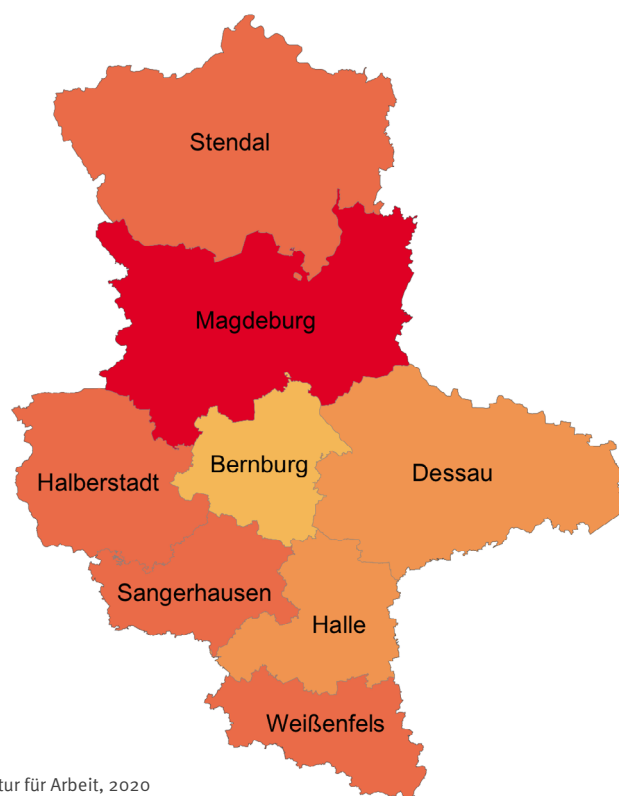 Stendal
Magdeburg
Bernburg
Dessau
Halberstadt
Sangerhausen
Halle
Weißenfels
tur für Arbeit, 2020